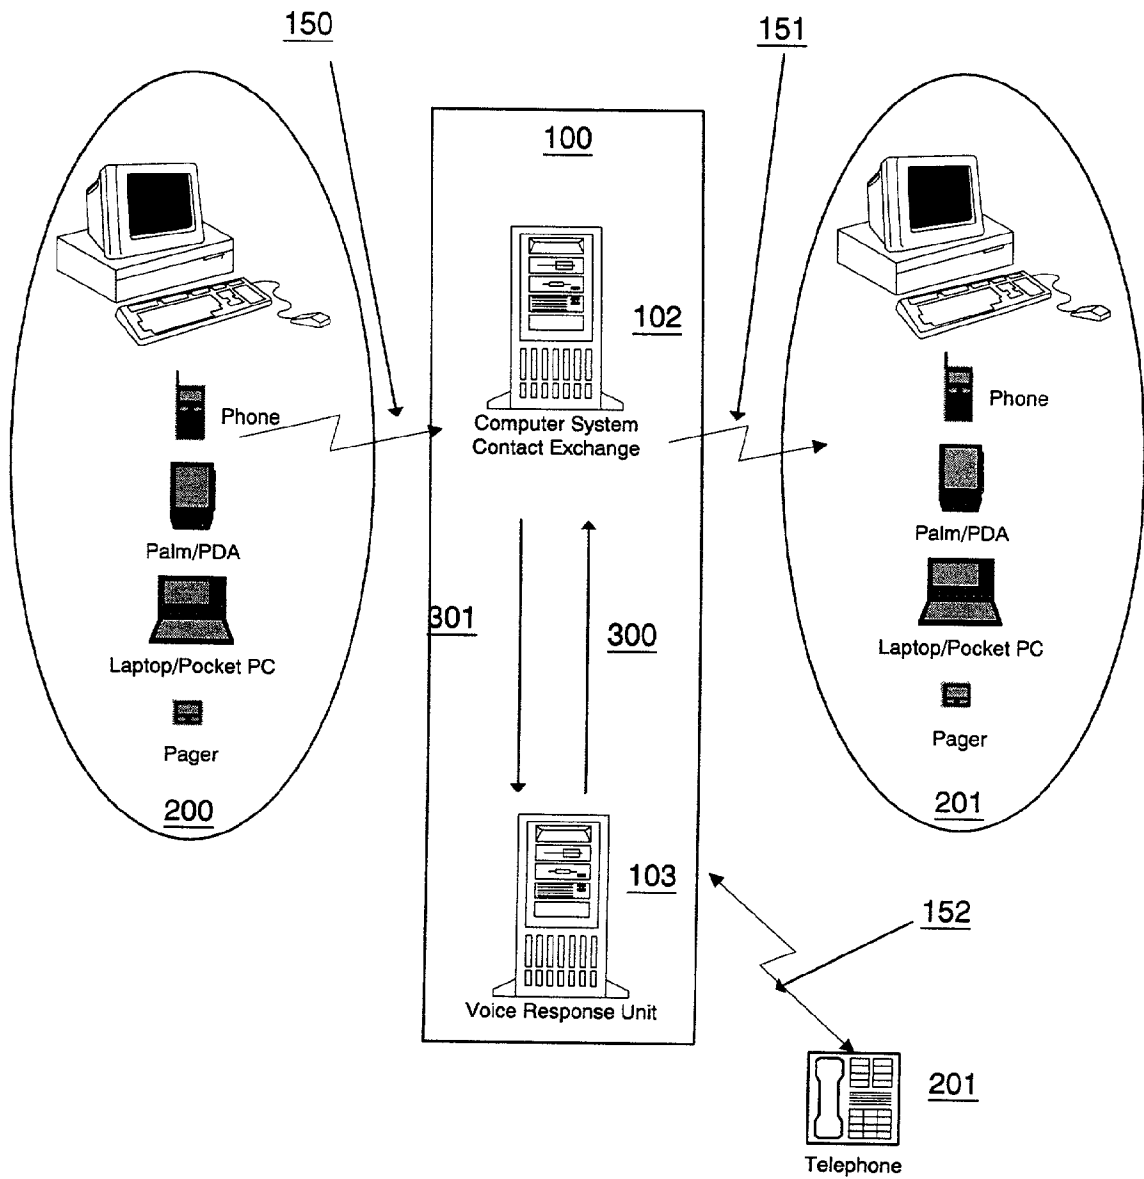 150
151
100
102
Computer System
Contact Exchange
Phone
Palm/PDA
Laptop/Pocket PC
Pager
200
Phone
Palm/PDA
Laptop/Pocket PC
Pager
201
301
300
103
Voice Response Unit
152
201
Telephone